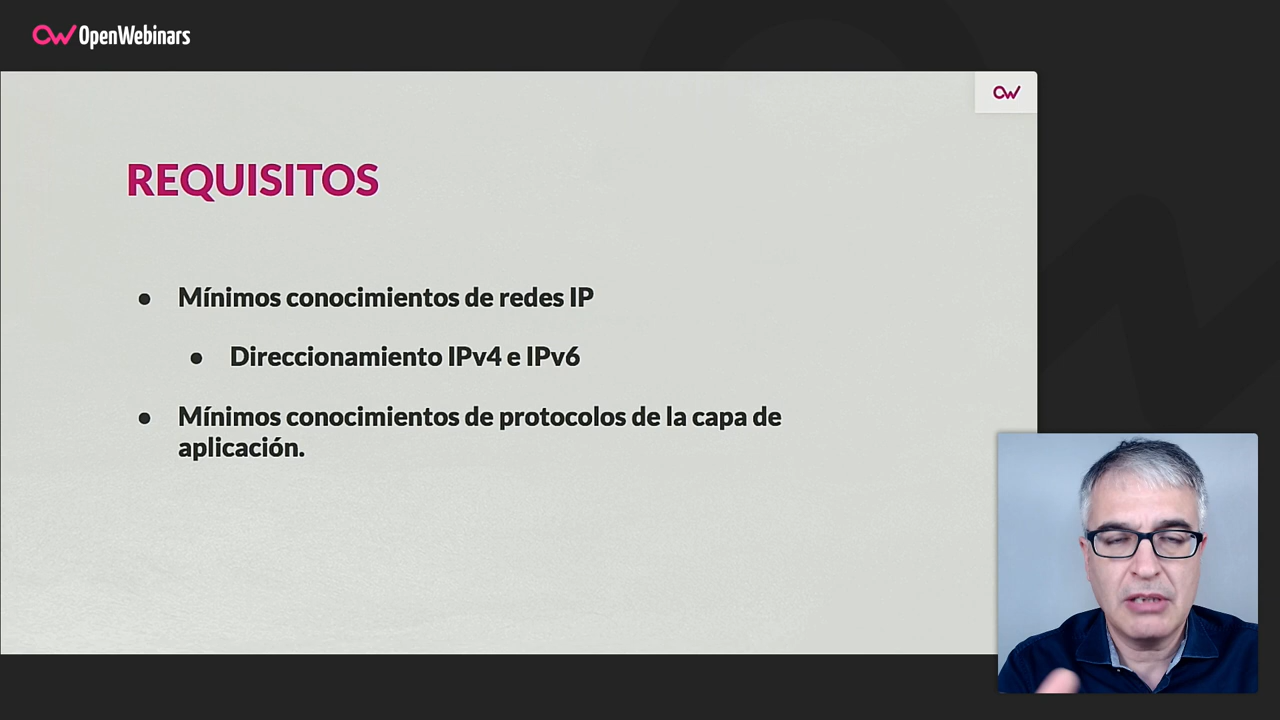 OpenWebinars
REQUISITOS
● Mínimos conocimientos de redes IP
● Direccionamiento IPv4 e IPv6
● Mínimos conocimientos de protocolos de la capa de
aplicación.